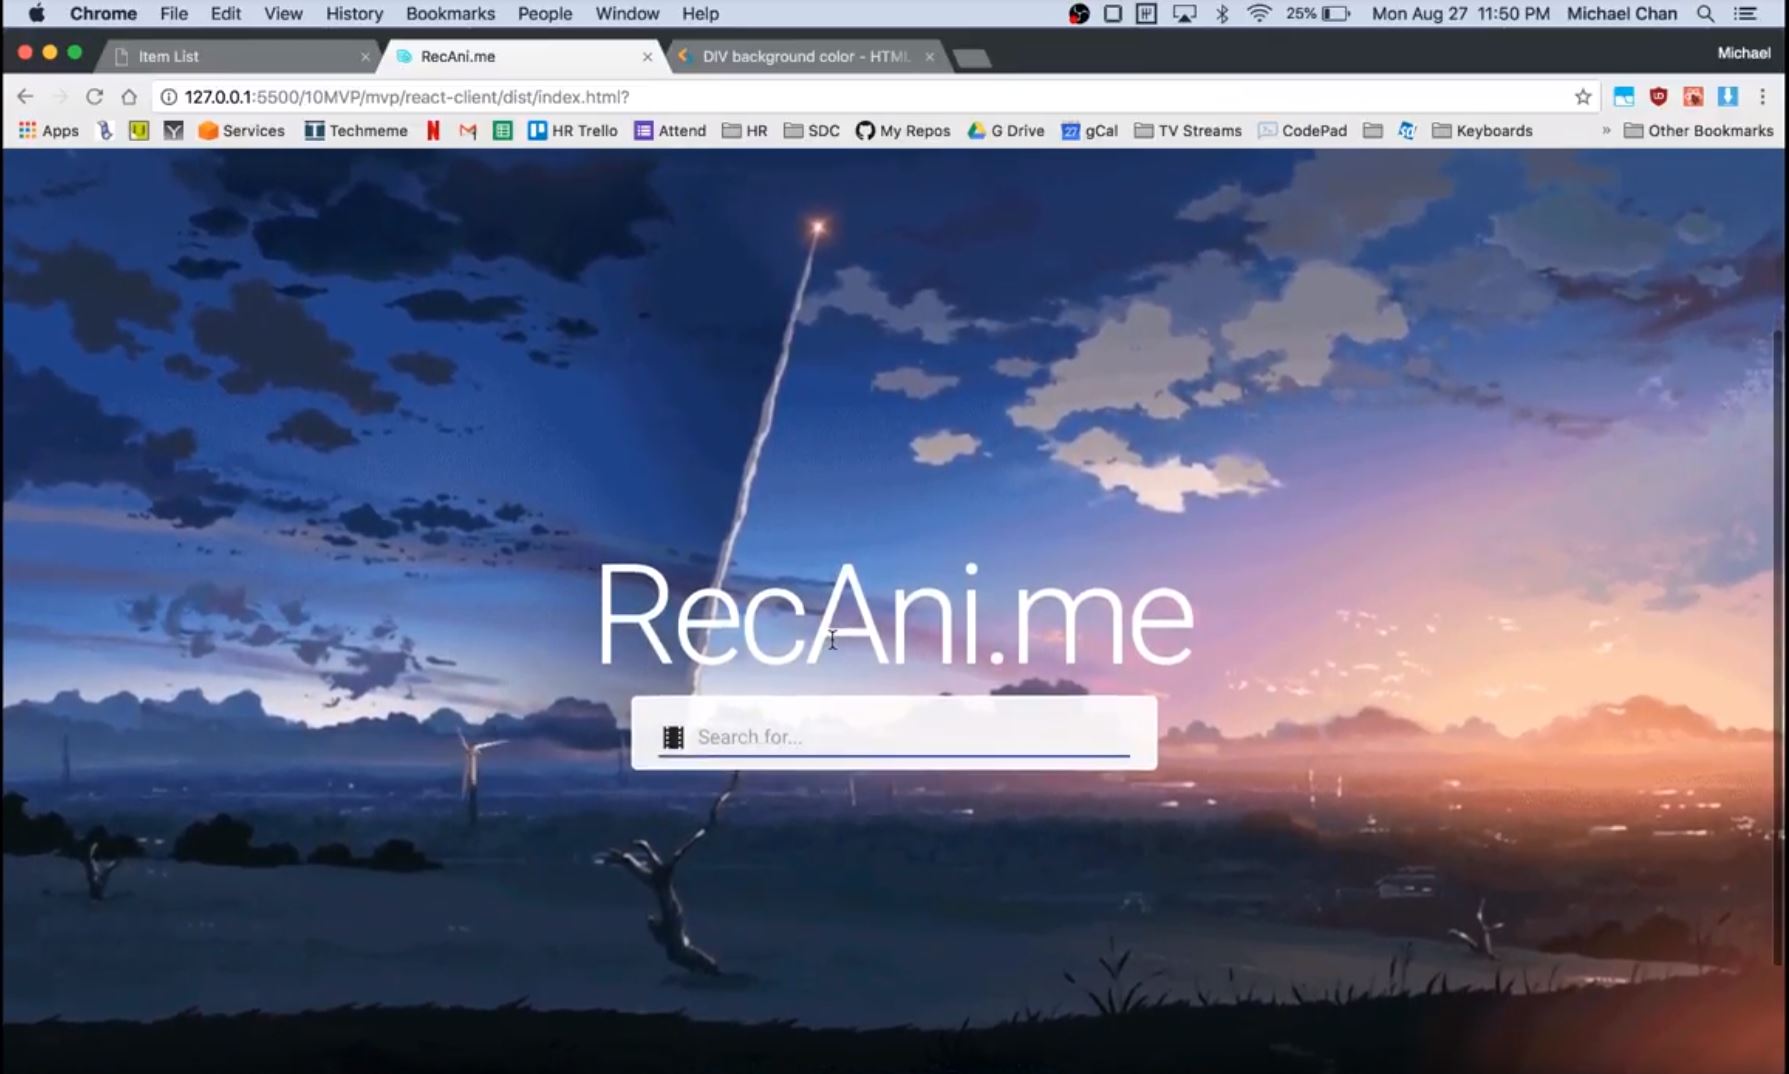 Chrome File Edit View History Bookmarks People Window Help 25% Mon Aug 27 11:50 PM Michael Chan
Item List RecAni.me DIV background color - HTML Michael
127.0.0.1:5500/10MVP/mvp/react-client/dist/index.html?
Apps Services Techmeme HR Trello Attend HR SDC My Repos G Drive 27 gCal TV Streams CodePad Keyboards » Other Bookmarks
RecAni.me
Search for...